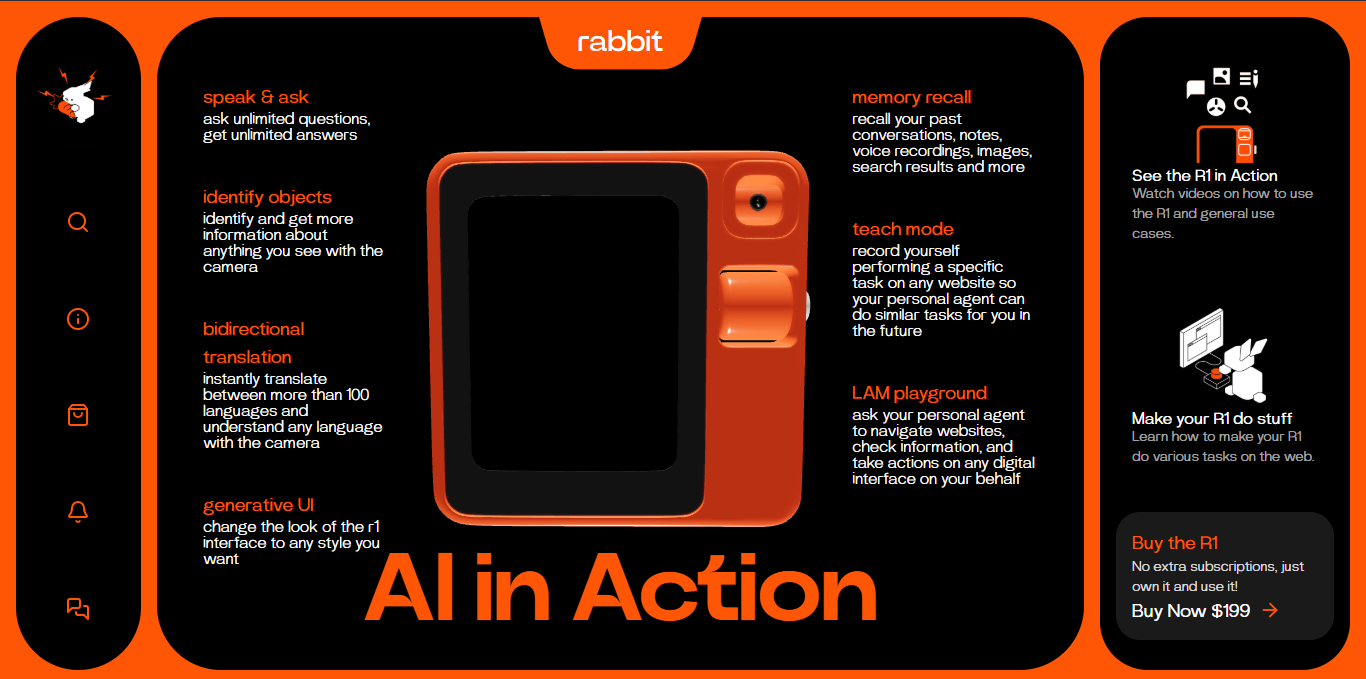 rabbit
speak & ask
ask unlimited questions,
get unlimited answers
identify objects
identify and get more
information about
anything you see with the
camera
bidirectional
translation
instantly translate
between more than 100
languages and
understand any language
with the camera
generative UI
change the look of the r1
interface to any style you
want
memory recall
recall your past
conversations, notes,
voice recordings, images,
search results and more
teach mode
record yourself
performing a specific
task on any website so
your personal agent can
do similar tasks for you in
the future
LAM playground
ask your personal agent
to navigate websites,
check information, and
take actions on any digital
interface on your behalf
AI in Action
See the R1 in Action
Watch videos on how to use
the R1 and general use
cases.
Make your R1 do stuff
Learn how to make your R1
do various tasks on the web.
Buy the R1
No extra subscriptions, just
own it and use it!
Buy Now $199